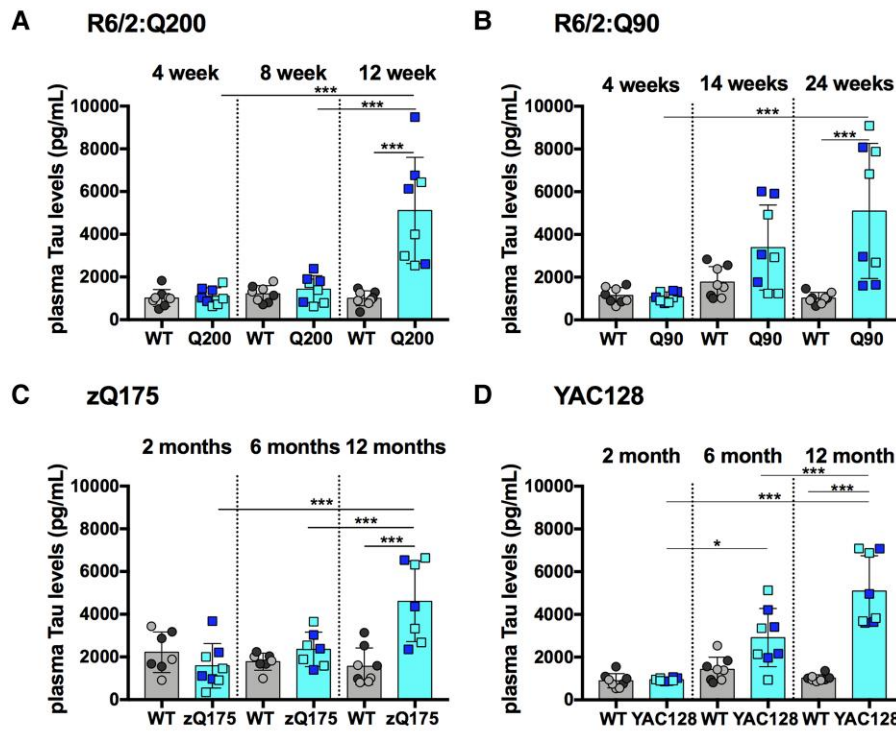 A R6/2:Q200
4 week 8 week 12 week
***
***
***
plasma Tau levels (pg/mL)
10000
8000
6000
4000
2000
0
WT Q200 WT Q200 WT Q200
B R6/2:Q90
4 weeks 14 weeks 24 weeks
***
***
plasma Tau levels (pg/mL)
10000
8000
6000
4000
2000
0
WT Q90 WT Q90 WT Q90
C zQ175
2 months 6 months 12 months
***
***
***
plasma Tau levels (pg/mL)
10000
8000
6000
4000
2000
0
WT zQ175 WT zQ175 WT zQ175
D YAC128
2 month 6 month 12 month
***
***
***
*
plasma Tau levels (pg/mL)
10000
8000
6000
4000
2000
0
WT YAC128 WT YAC128 WT YAC128